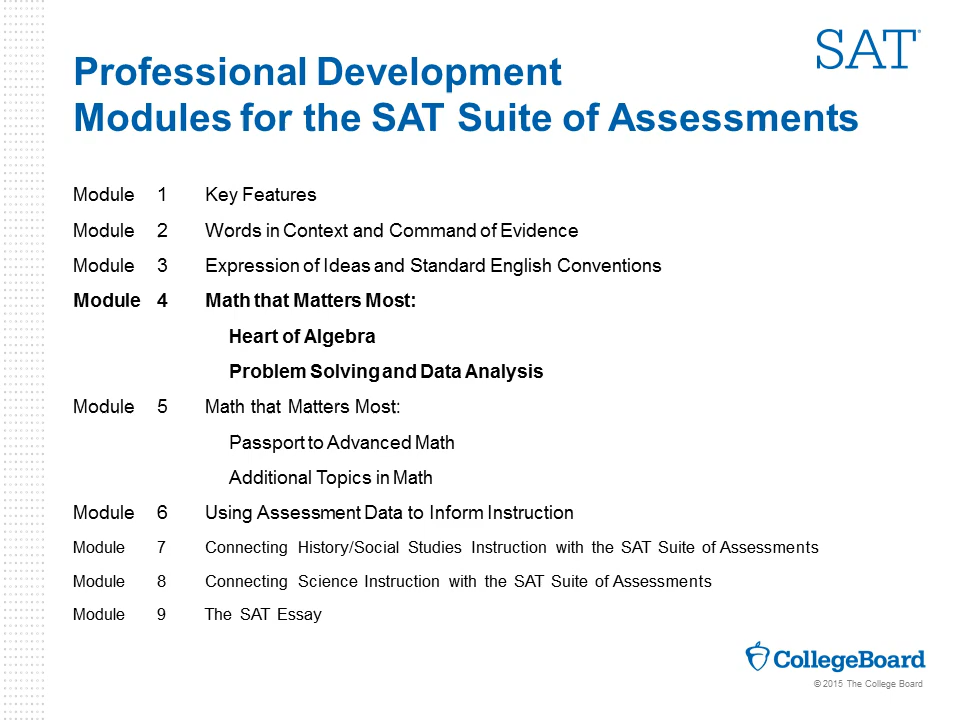 SAT®
Professional Development
Modules for the SAT Suite of Assessments
Module 1 Key Features
Module 2 Words in Context and Command of Evidence
Module 3 Expression of Ideas and Standard English Conventions
Module 4 Math that Matters Most:
Heart of Algebra
Problem Solving and Data Analysis
Module 5 Math that Matters Most:
Passport to Advanced Math
Additional Topics in Math
Module 6 Using Assessment Data to Inform Instruction
Module 7 Connecting History/Social Studies Instruction with the SAT Suite of Assessments
Module 8 Connecting Science Instruction with the SAT Suite of Assessments
Module 9 The SAT Essay
CollegeBoard
© 2015 The College Board